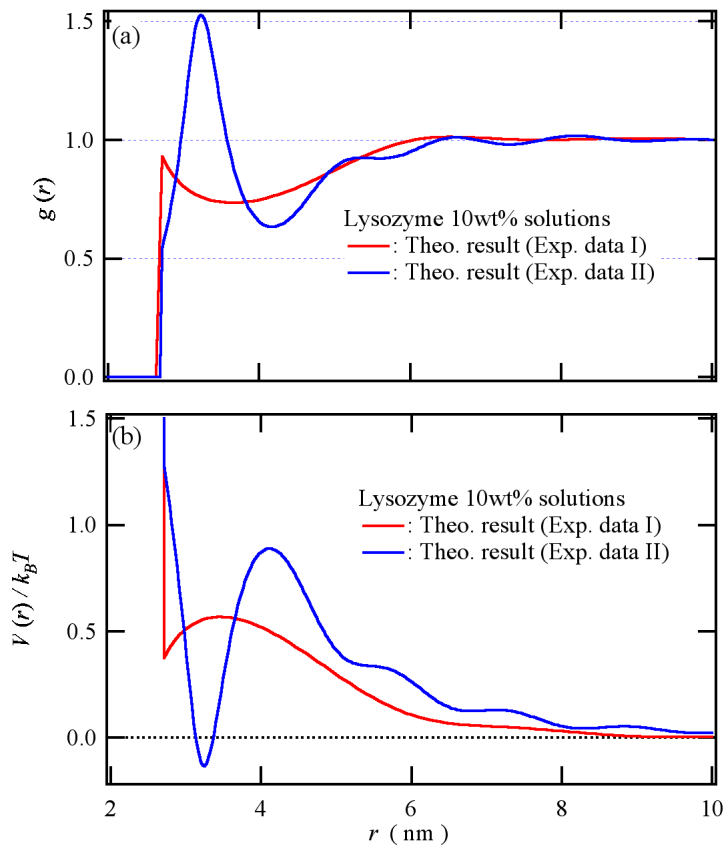 (a)
1.5
1.0
0.5
0.0
g (r)
Lysozyme 10wt% solutions
: Theo. result (Exp. data I)
: Theo. result (Exp. data II)
(b)
1.5
1.0
0.5
0.0
V (r) / k_BT
Lysozyme 10wt% solutions
: Theo. result (Exp. data I)
: Theo. result (Exp. data II)
2 4 6 8 10
r ( nm )